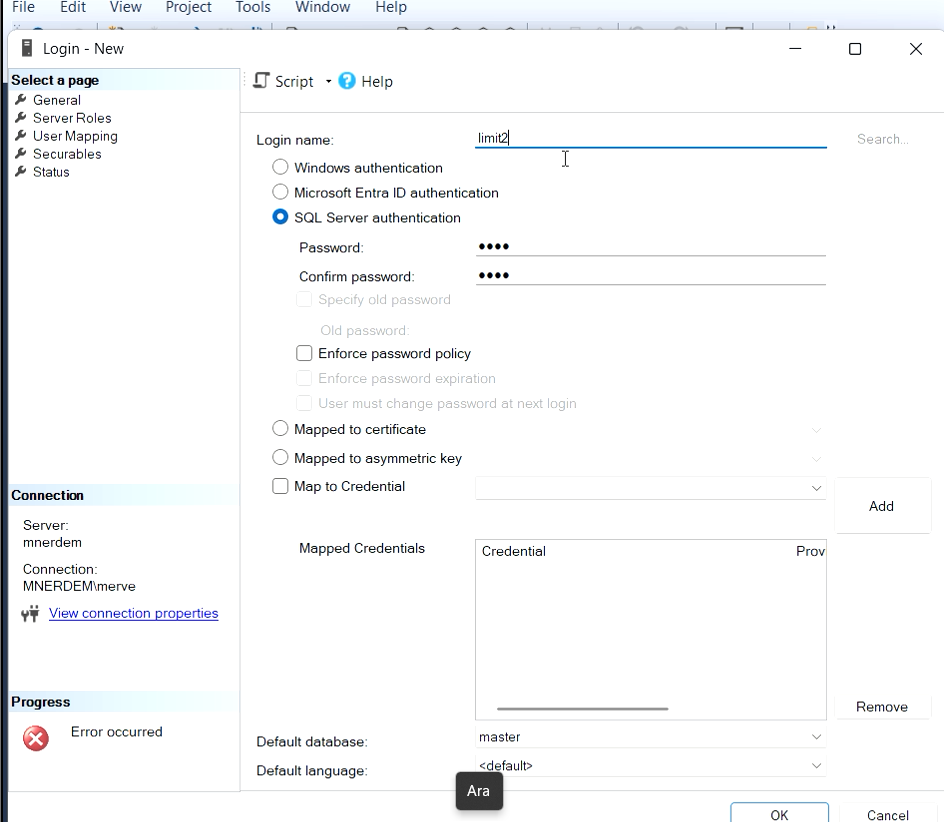 File Edit View Project Tools Window Help
Login - New
Select a page
General
Server Roles
User Mapping
Securables
Status
Script Help
Login name: limit2 Search...
Windows authentication
Microsoft Entra ID authentication
SQL Server authentication
Password: ●●●●
Confirm password: ●●●●
Specify old password
Old password:
Enforce password policy
Enforce password expiration
User must change password at next login
Mapped to certificate
Mapped to asymmetric key
Map to Credential
Add
Mapped Credentials
Credential Prov
Remove
Default database: master
Default language: <default>
Connection
Server:
mnerdem
Connection:
MNERDEM\merve
View connection properties
Progress
Error occurred
Ara
OK Cancel